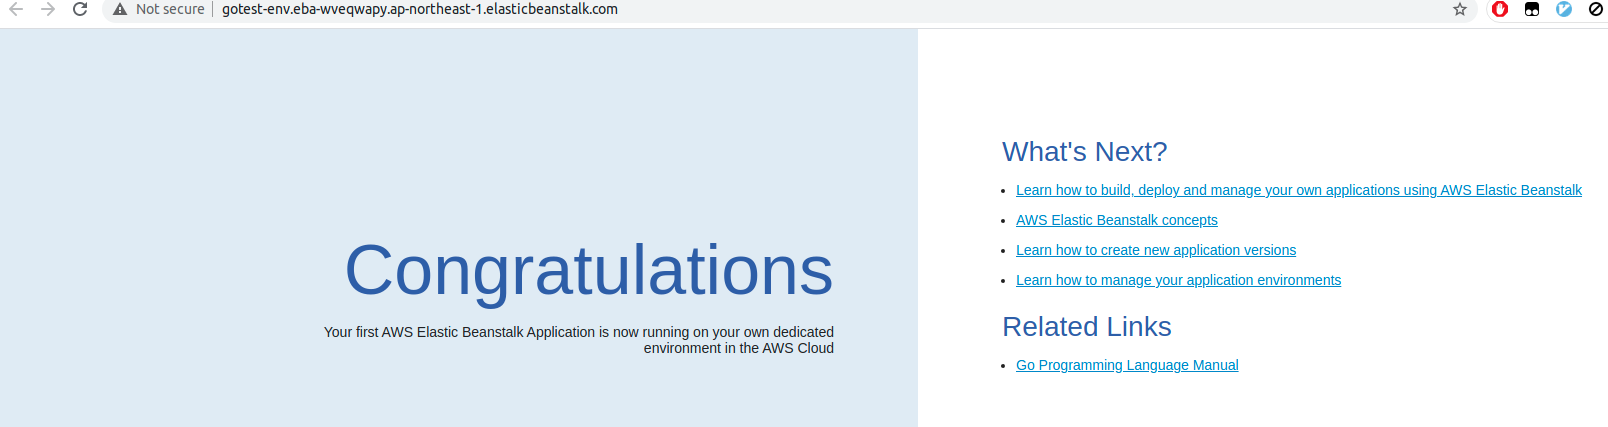 Not secure | gotest-env.eba-wveqwapy.ap-northeast-1.elasticbeanstalk.com
Congratulations
Your first AWS Elastic Beanstalk Application is now running on your own dedicated
environment in the AWS Cloud
What's Next?
• Learn how to build, deploy and manage your own applications using AWS Elastic Beanstalk
• AWS Elastic Beanstalk concepts
• Learn how to create new application versions
• Learn how to manage your application environments
Related Links
• Go Programming Language Manual